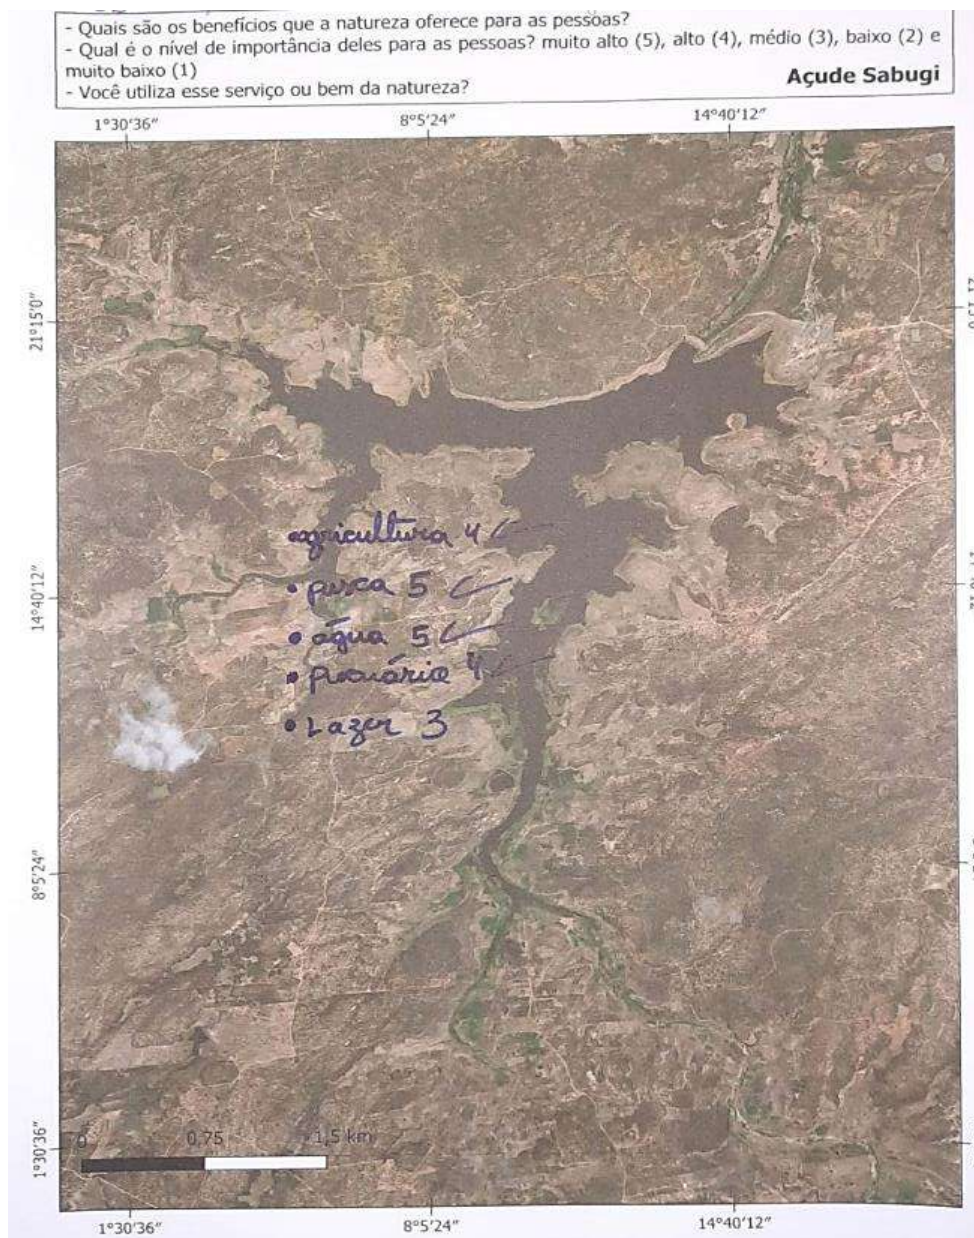 - Quais são os benefícios que a natureza oferece para as pessoas?
- Qual é o nível de importância deles para as pessoas? muito alto (5), alto (4), médio (3), baixo (2) e
muito baixo (1)
- Você utiliza esse serviço ou bem da natureza?
Açude Sabugi
1°30'36" 8°5'24" 14°40'12"
21°15'0"
• agricultura 4
• pesca 5
14°40'12"
• água 5
• pecuária 4
• Lazer 3
8°5'24"
1°30'36"
0 0,75 1,5 km
1°30'36" 8°5'24" 14°40'12"